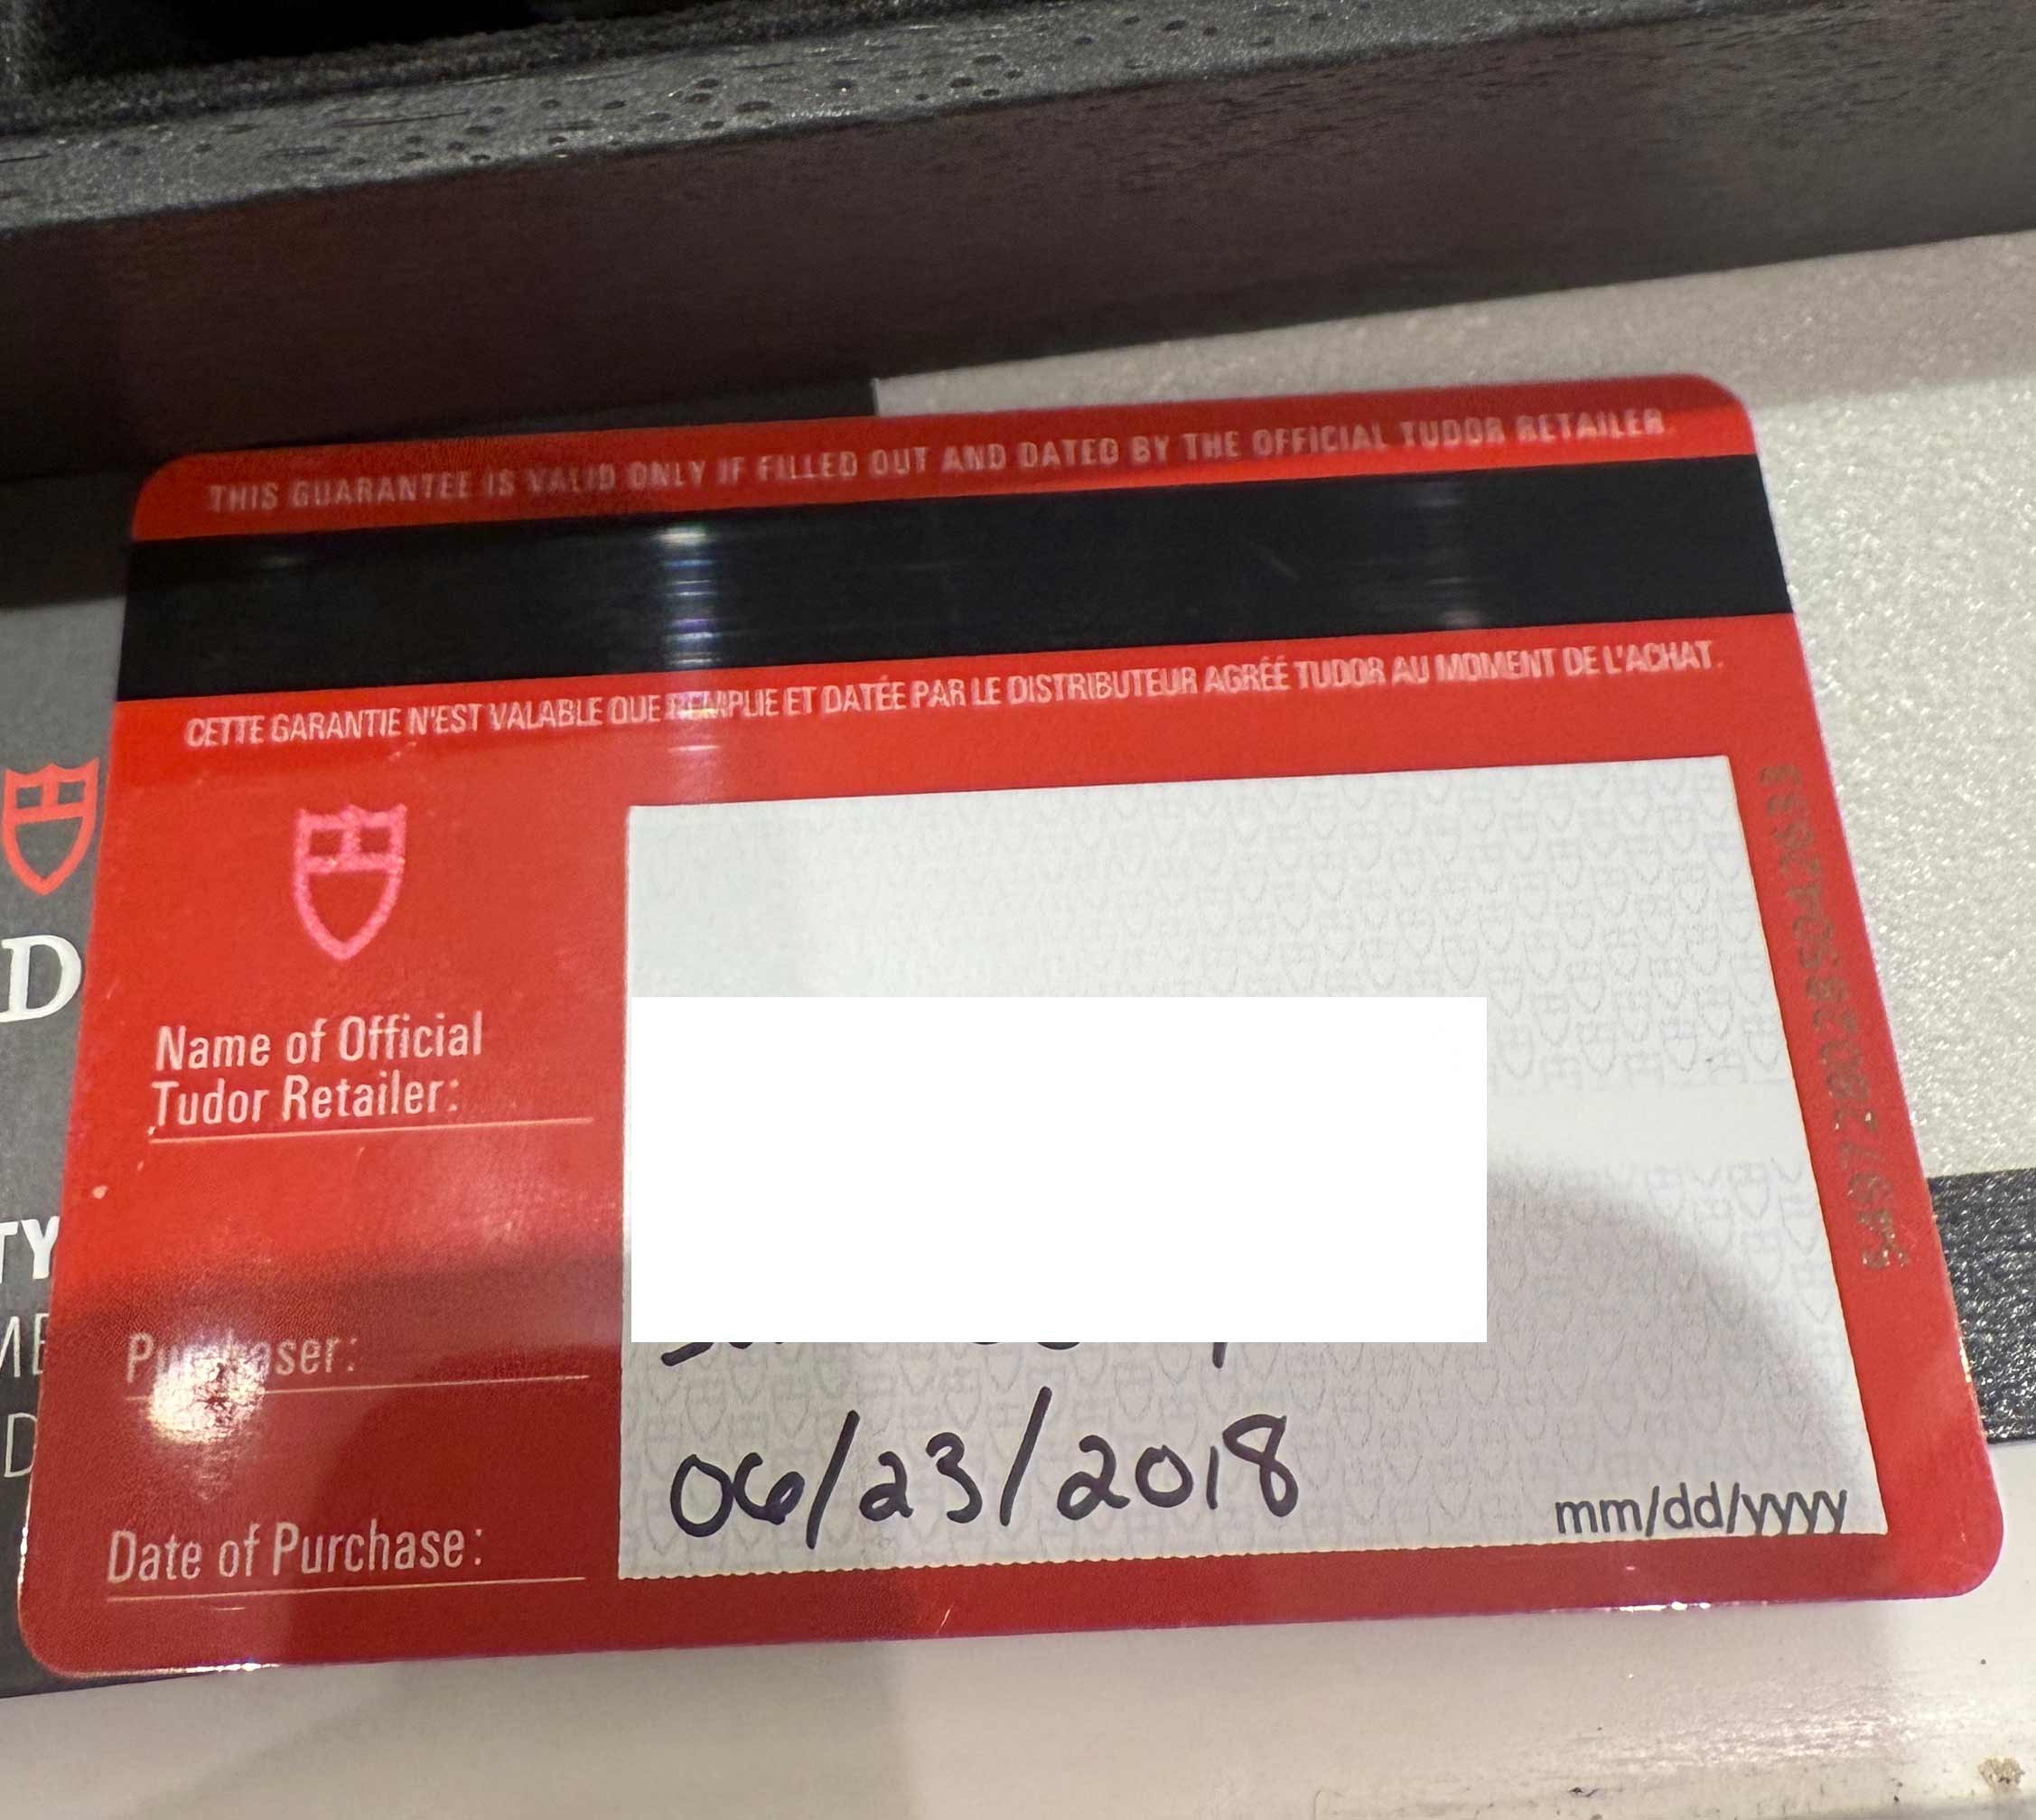 THIS GUARANTEE IS VALID ONLY IF FILLED OUT AND DATED BY THE OFFICIAL TUDOR RETAILER.
CETTE GARANTIE N'EST VALABLE QUE REMPLIE ET DATÉE PAR LE DISTRIBUTEUR AGRÉÉ TUDOR AU MOMENT DE L'ACHAT.
D
Name of Official
Tudor Retailer:
TY
ME
Purchaser:
D
06/23/2018
mm/dd/yyyy
Date of Purchase: